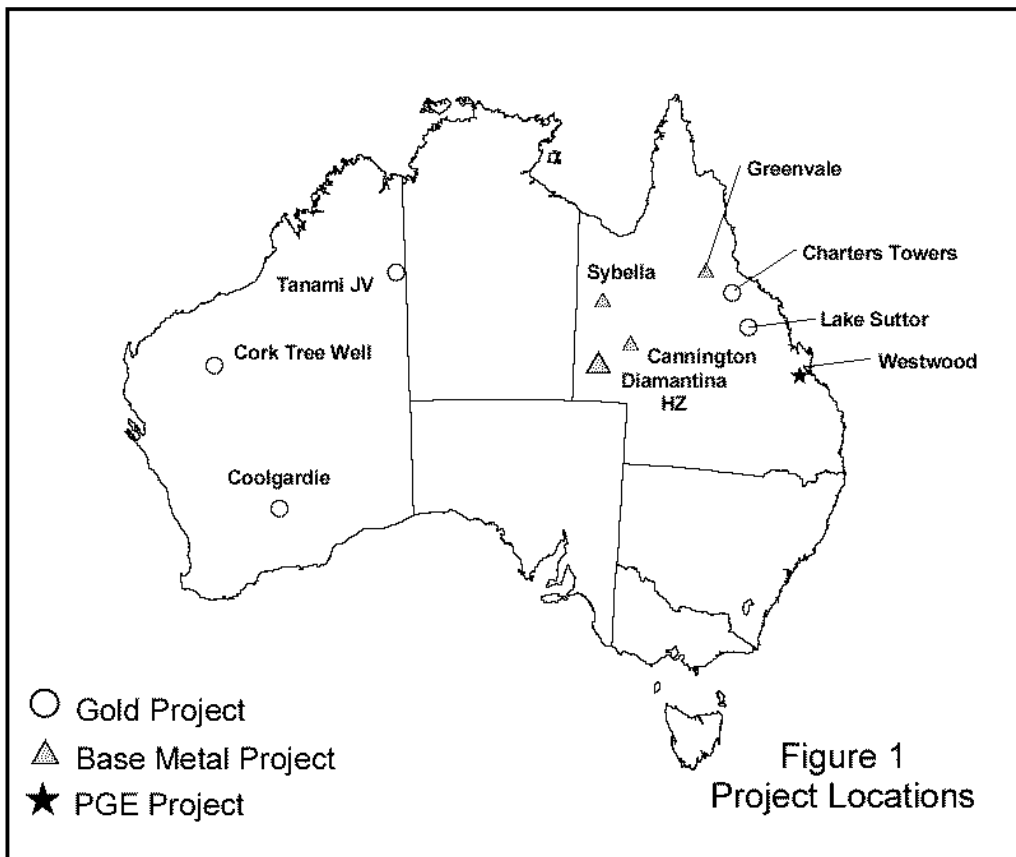 Greenvale
Charters Towers
Sybella
Tanami JV
Lake Suttor
Cork Tree Well
Cannington
Westwood
Diamantina
HZ
Coolgardie
Gold Project
Base Metal Project
PGE Project
Figure 1
Project Locations